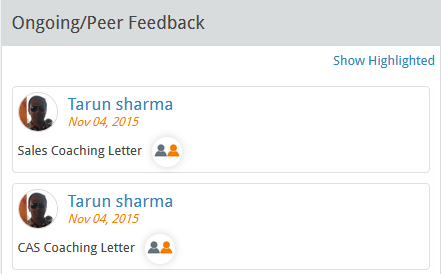 Ongoing/Peer Feedback
Show Highlighted
Tarun sharma
Nov 04, 2015
Sales Coaching Letter
Tarun sharma
Nov 04, 2015
CAS Coaching Letter